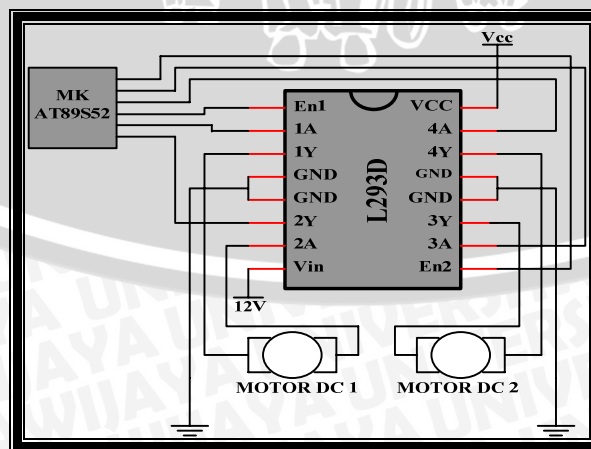 Vcc
MK
AT89S52
En1
1A
1Y
GND
GND
2Y
2A
Vin
L293D
VCC
4A
4Y
GND
GND
3Y
3A
En2
12V
MOTOR DC 1
MOTOR DC 2